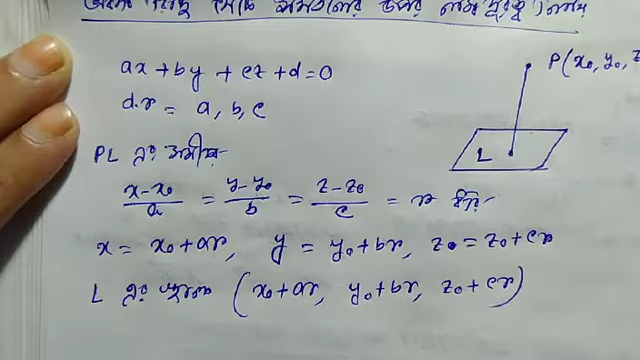 ax + by + cz + d = 0
d.r = a, b, c
P(x₀, y₀, z
PL এর সমীঃ
(x-x₀)/a = (y-y₀)/b = (z-z₀)/c = r ধরি-
L
x = x₀+ar, y = y₀+br, z = z₀+cr
L এর স্থানাঙ্ক (x₀+ar, y₀+br, z₀+cr)